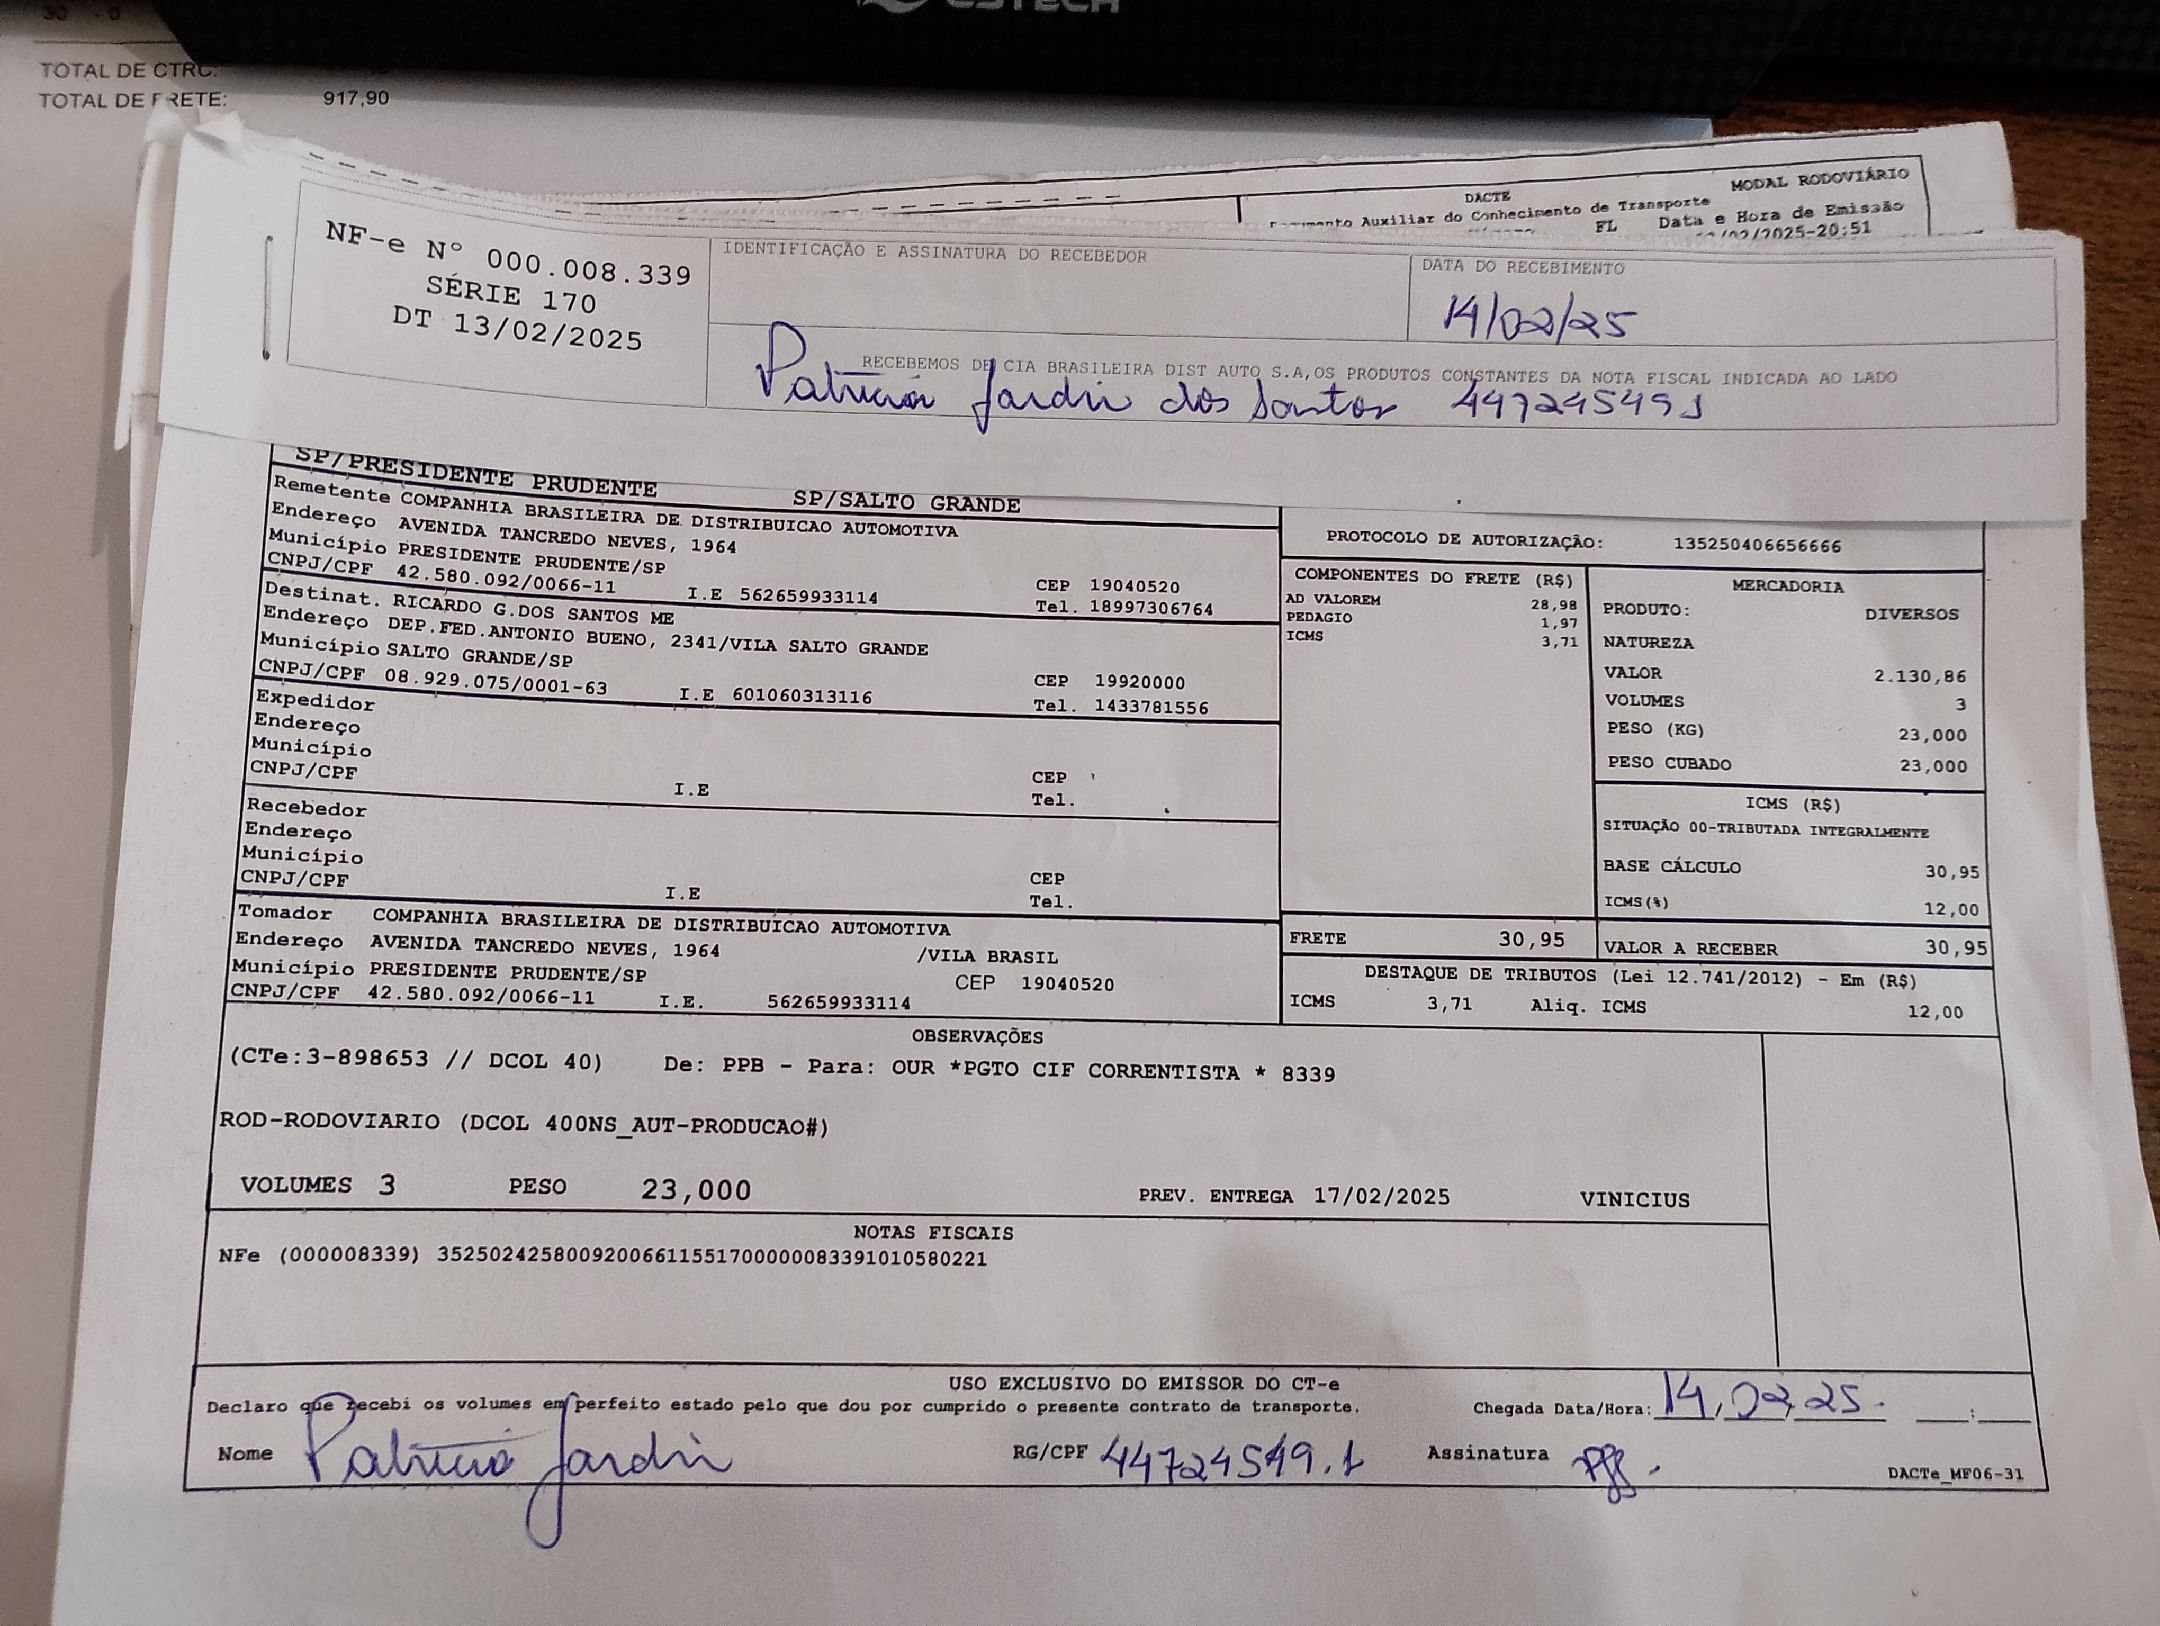 TOTAL DE CTRC:
TOTAL DE FRETE: 917,90
DACTE MODAL RODOVIÁRIO
Auxiliar do Conhecimento de Transporte
FL Data e Hora de Emissão
/02/2025-20:51
NF-e Nº 000.008.339
SÉRIE 170
DT 13/02/2025
IDENTIFICAÇÃO E ASSINATURA DO RECEBEDOR
DATA DO RECEBIMENTO
14/02/25
RECEBEMOS DE CIA BRASILEIRA DIST AUTO S.A,OS PRODUTOS CONSTANTES DA NOTA FISCAL INDICADA AO LADO
Patricia Jardin dos Santos 447245491
SP/PRESIDENTE PRUDENTE SP/SALTO GRANDE
Remetente COMPANHIA BRASILEIRA DE DISTRIBUICAO AUTOMOTIVA
Endereço AVENIDA TANCREDO NEVES, 1964
Município PRESIDENTE PRUDENTE/SP CEP 19040520
CNPJ/CPF 42.580.092/0066-11 I.E 562659933114 Tel. 18997306764
Destinat. RICARDO G.DOS SANTOS ME
Endereço DEP.FED.ANTONIO BUENO, 2341/VILA SALTO GRANDE
Município SALTO GRANDE/SP CEP 19920000
CNPJ/CPF 08.929.075/0001-63 I.E 601060313116 Tel. 1433781556
Expedidor
Endereço
Município CEP
CNPJ/CPF I.E Tel.
Recebedor
Endereço
Município CEP
CNPJ/CPF I.E Tel.
Tomador COMPANHIA BRASILEIRA DE DISTRIBUICAO AUTOMOTIVA
Endereço AVENIDA TANCREDO NEVES, 1964 /VILA BRASIL
Município PRESIDENTE PRUDENTE/SP CEP 19040520
CNPJ/CPF 42.580.092/0066-11 I.E. 562659933114
PROTOCOLO DE AUTORIZAÇÃO: 135250406656666
COMPONENTES DO FRETE (R$)
AD VALOREM 28,98
PEDAGIO 1,97
ICMS 3,71
MERCADORIA
PRODUTO: DIVERSOS
NATUREZA
VALOR 2.130,86
VOLUMES 3
PESO (KG) 23,000
PESO CUBADO 23,000
ICMS (R$)
SITUAÇÃO 00-TRIBUTADA INTEGRALMENTE
BASE CÁLCULO 30,95
ICMS(%) 12,00
FRETE 30,95 VALOR A RECEBER 30,95
DESTAQUE DE TRIBUTOS (Lei 12.741/2012) - Em (R$)
ICMS 3,71 Aliq. ICMS 12,00
OBSERVAÇÕES
(CTe:3-898653 // DCOL 40) De: PPB - Para: OUR *PGTO CIF CORRENTISTA * 8339
ROD-RODOVIARIO (DCOL 400NS_AUT-PRODUCAO#)
VOLUMES 3 PESO 23,000 PREV. ENTREGA 17/02/2025 VINICIUS
NOTAS FISCAIS
NFe (000008339) 35250242580092006611551700000083391010580221
USO EXCLUSIVO DO EMISSOR DO CT-e
Declaro que recebi os volumes em perfeito estado pelo que dou por cumprido o presente contrato de transporte. Chegada Data/Hora: 14/02/25 :
Nome Patricia Jardin RG/CPF 44724549.1 Assinatura
DACTe_MF06-31